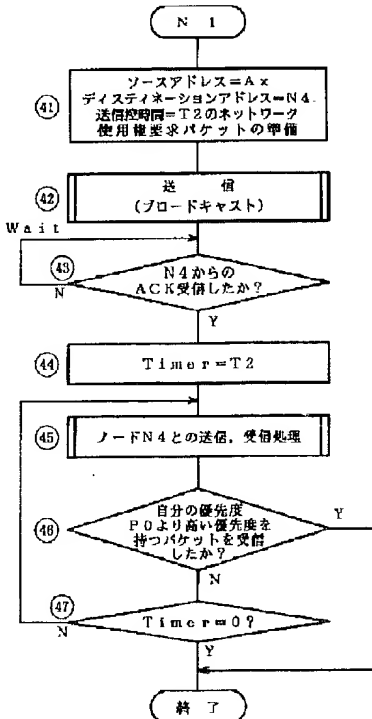 N 1
41
ソースアドレス=Ax
ディスティネーションアドレス=N4.
送信控時間=T2のネットワーク
使用権要求パケットの準備
42
送 信
(ブロードキャスト)
Wait
43
N4からの
ACK受信したか?
N
Y
44
Timer=T2
45
ノードN4との送信,受信処理
46
自分の優先度
P0より高い優先度を
持つパケットを受信
したか?
Y
N
47
Timer=0?
N
Y
終 了